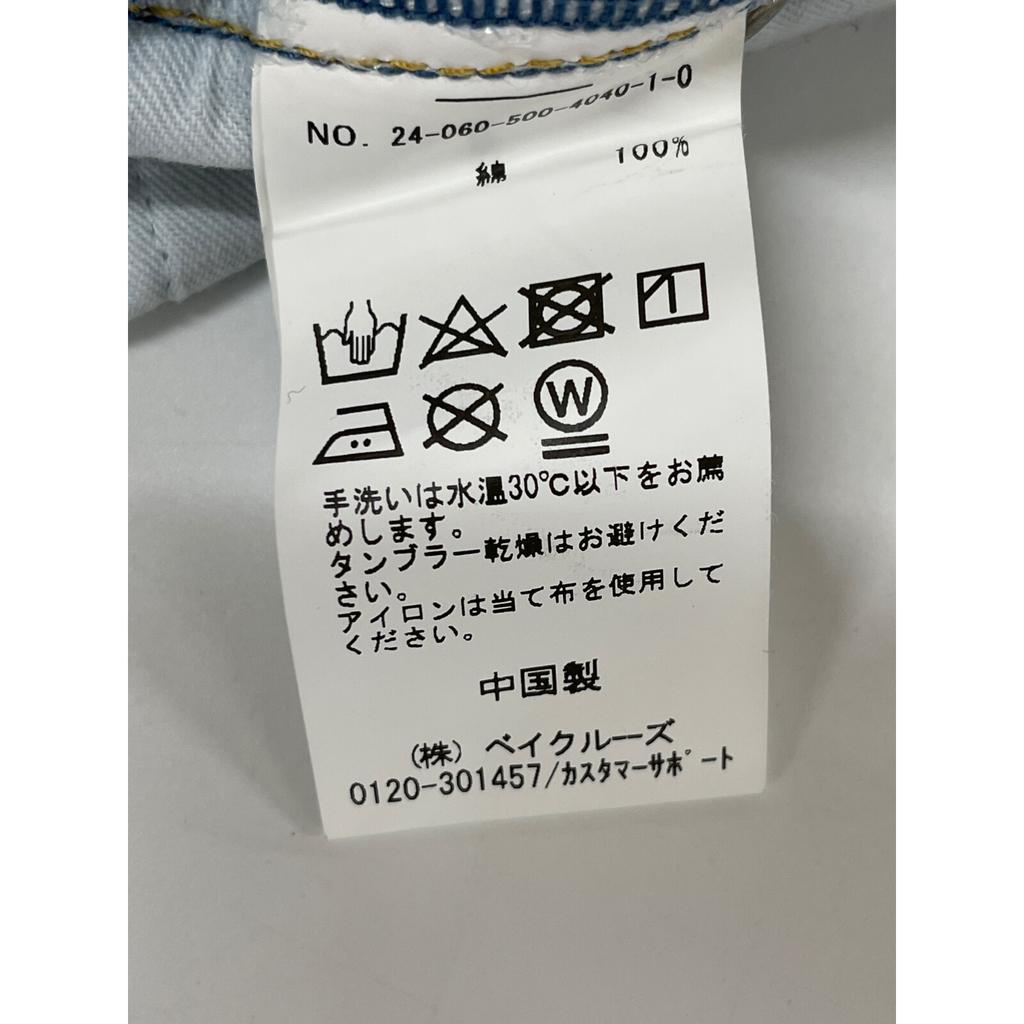 NO. 24-060-500-4040-1-0
綿 100%
W
手洗いは水温30℃以下をお薦
めします。
タンブラー乾燥はお避けくだ
さい。
アイロンは当て布を使用して
ください。
中国製
(株) ベイクルーズ
0120-301457/カスタマーサポート